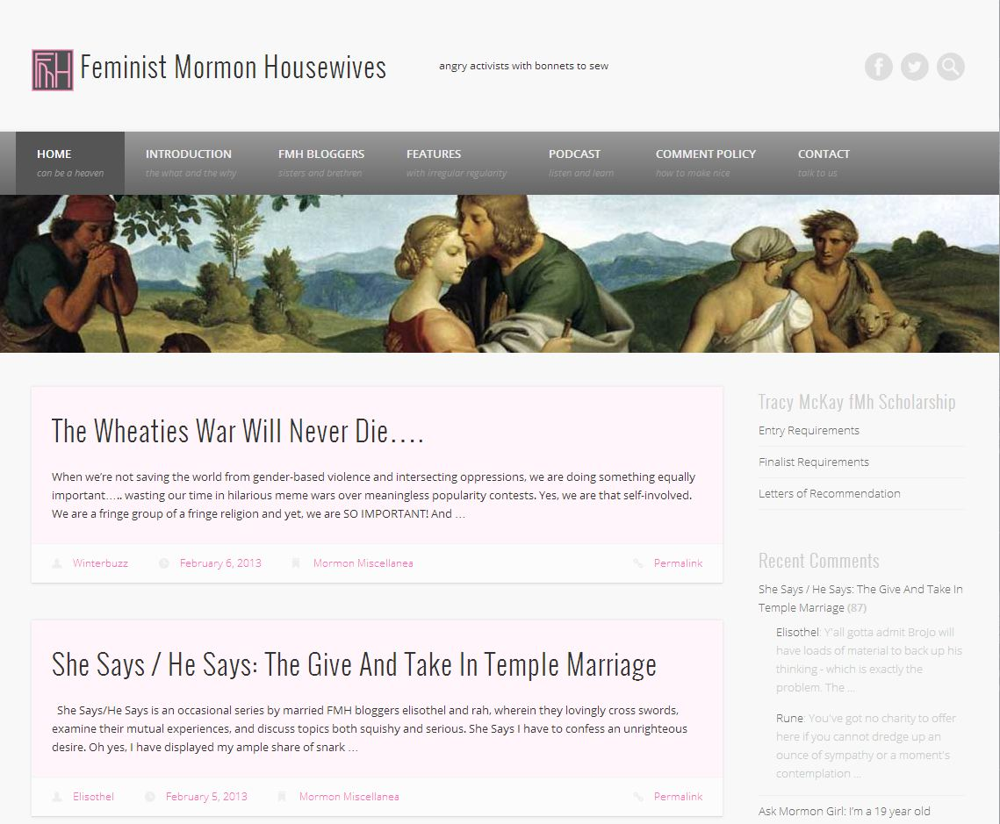 FMH
Feminist Mormon Housewives
angry activists with bonnets to sew
HOME
can be a heaven
INTRODUCTION
the what and the why
FMH BLOGGERS
sisters and brethren
FEATURES
with irregular regularity
PODCAST
listen and learn
COMMENT POLICY
how to make nice
CONTACT
talk to us
The Wheaties War Will Never Die….
When we’re not saving the world from gender-based violence and intersecting oppressions, we are doing something equally
important….. wasting our time in hilarious meme wars over meaningless popularity contests. Yes, we are that self-involved.
We are a fringe group of a fringe religion and yet, we are SO IMPORTANT! And …
Winterbuzz February 6, 2013 Mormon Miscellanea Permalink
She Says / He Says: The Give And Take In Temple Marriage
She Says/He Says is an occasional series by married FMH bloggers elisothel and rah, wherein they lovingly cross swords,
examine their mutual experiences, and discuss topics both squishy and serious. She Says I have to confess an unrighteous
desire. Oh yes, I have displayed my ample share of snark …
Elisothel February 5, 2013 Mormon Miscellanea Permalink
Tracy McKay fMh Scholarship
Entry Requirements
Finalist Requirements
Letters of Recommendation
Recent Comments
She Says / He Says: The Give And Take In
Temple Marriage (87)
Elisothel: Y'all gotta admit BroJo will
have loads of material to back up his
thinking - which is exactly the
problem. The ...
Rune: You've got no charity to offer
here if you cannot dredge up an
ounce of sympathy or a moment's
contemplation ...
Ask Mormon Girl: I’m a 19 year old